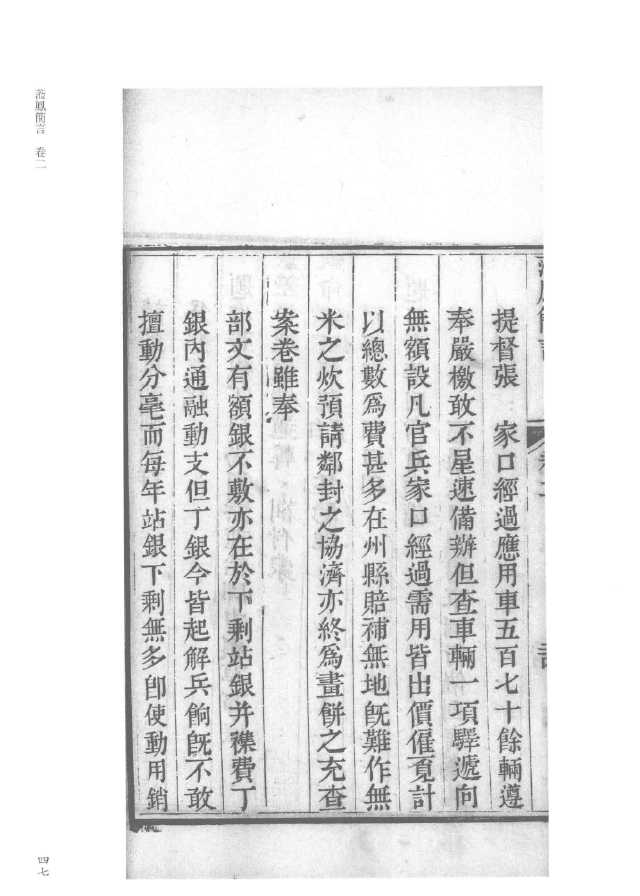 提督張　家口經過應用車五百七十餘輛遵
奉嚴檄敢不星速備辦但查車輛一項驛遞向
無額設凡官兵家口經過需用皆出價僱覓計
以總數爲費甚多在州縣賠補無地旣難作無
米之炊預請鄰封之協濟亦終爲畫餠之充查
案卷雖奉
部文有額銀不敷亦在於下剩站銀并襍費丁
銀內通融動支但丁銀今皆起解兵餉旣不敢
擅動分毫而每年站銀下剩無多卽使動用銷
鳳簡言　卷二
四七